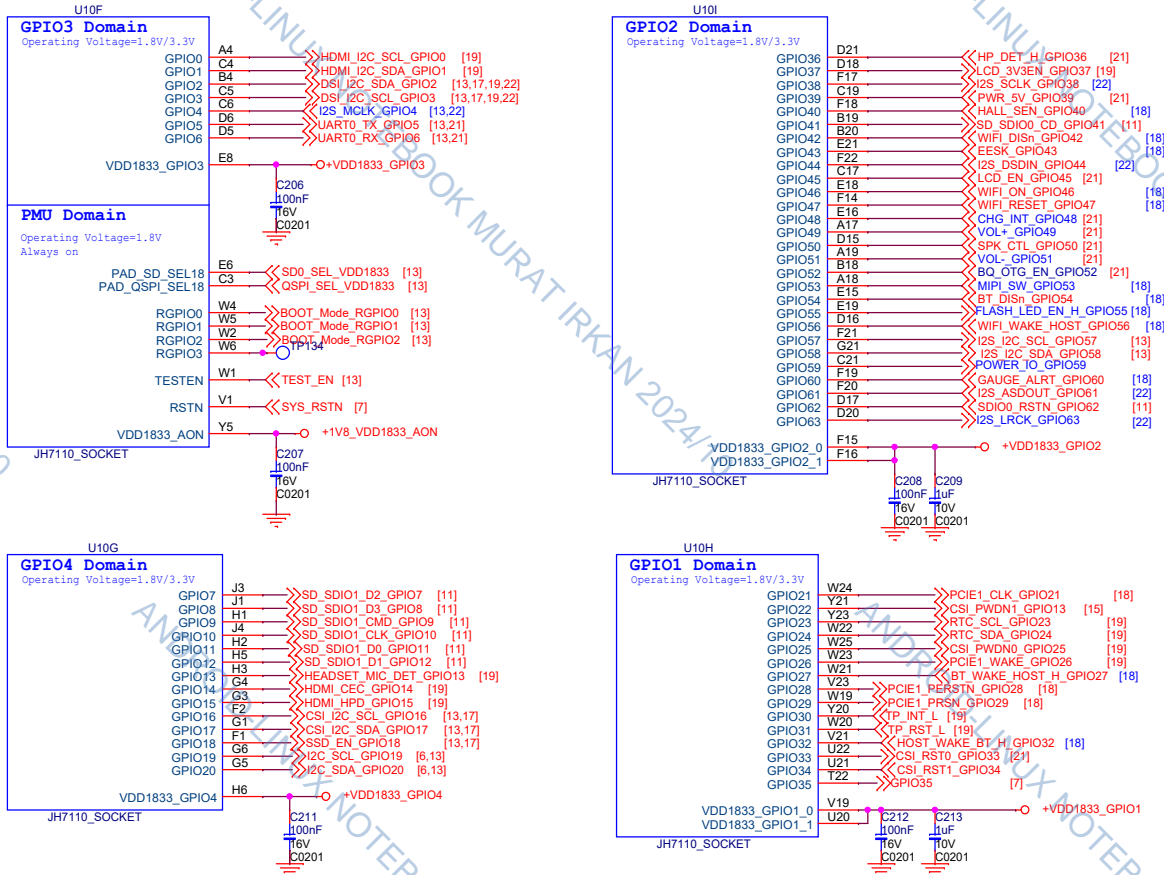 U10F
GPIO3 Domain
Operating Voltage=1.8V/3.3V
GPIO0 A4 HDMI_I2C_SCL_GPIO0 [19]
GPIO1 C4 HDMI_I2C_SDA_GPIO1 [19]
GPIO2 B4 DSI_I2C_SDA_GPIO2 [13,17,19,22]
GPIO3 C5 DSI_I2C_SCL_GPIO3 [13,17,19,22]
GPIO4 C6 I2S_MCLK_GPIO4 [13,22]
GPIO5 D6 UART0_TX_GPIO5 [13,21]
GPIO6 D5 UART0_RX_GPIO6 [13,21]
VDD1833_GPIO3 E8 +VDD1833_GPIO3
C206
100nF
16V
C0201
PMU Domain
Operating Voltage=1.8V
Always on
PAD_SD_SEL18 E6 SD0_SEL_VDD1833 [13]
PAD_QSPI_SEL18 C3 QSPI_SEL_VDD1833 [13]
RGPIO0 W4 BOOT_Mode_RGPIO0 [13]
RGPIO1 W5 BOOT_Mode_RGPIO1 [13]
RGPIO2 W2 BOOT_Mode_RGPIO2 [13]
RGPIO3 W6 TP134
TESTEN W1 TEST_EN [13]
RSTN V1 SYS_RSTN [7]
VDD1833_AON Y5 +1V8_VDD1833_AON
JH7110_SOCKET
C207
100nF
16V
C0201
U10I
GPIO2 Domain
Operating Voltage=1.8V/3.3V
GPIO36 D21 HP_DET_H_GPIO36 [21]
GPIO37 D18 LCD_3V3EN_GPIO37 [19]
GPIO38 F17 I2S_SCLK_GPIO38 [22]
GPIO39 C19 PWR_5V_GPIO39 [21]
GPIO40 F18 HALL_SEN_GPIO40 [18]
GPIO41 B19 SD_SDIO0_CD_GPIO41 [11]
GPIO42 B20 WIFI_DISn_GPIO42 [18]
GPIO43 E21 EESK_GPIO43 [18]
GPIO44 F22 I2S_DSDIN_GPIO44 [22]
GPIO45 C17 LCD_EN_GPIO45 [21]
GPIO46 E18 WIFI_ON_GPIO46 [18]
GPIO47 F14 WIFI_RESET_GPIO47 [18]
GPIO48 E16 CHG_INT_GPIO48 [21]
GPIO49 A17 VOL+_GPIO49 [21]
GPIO50 D15 SPK_CTL_GPIO50 [21]
GPIO51 A19 VOL-_GPIO51 [21]
GPIO52 B18 BQ_OTG_EN_GPIO52 [21]
GPIO53 A18 MIPI_SW_GPIO53 [18]
GPIO54 E15 BT_DISn_GPIO54 [18]
GPIO55 E19 FLASH_LED_EN_H_GPIO55 [18]
GPIO56 D16 WIFI_WAKE_HOST_GPIO56 [18]
GPIO57 F21 I2S_I2C_SCL_GPIO57 [13]
GPIO58 G21 I2S_I2C_SDA_GPIO58 [13]
GPIO59 C21 POWER_IO_GPIO59
GPIO60 F19 GAUGE_ALRT_GPIO60 [18]
GPIO61 F20 I2S_ASDOUT_GPIO61 [22]
GPIO62 D17 SDIO0_RSTN_GPIO62 [11]
GPIO63 D20 I2S_LRCK_GPIO63 [22]
VDD1833_GPIO2_0 F15 +VDD1833_GPIO2
VDD1833_GPIO2_1 F16
JH7110_SOCKET
C208 C209
100nF 1uF
16V 10V
C0201 C0201
U10G
GPIO4 Domain
Operating Voltage=1.8V/3.3V
GPIO7 J3 SD_SDIO1_D2_GPIO7 [11]
GPIO8 J1 SD_SDIO1_D3_GPIO8 [11]
GPIO9 H1 SD_SDIO1_CMD_GPIO9 [11]
GPIO10 J4 SD_SDIO1_CLK_GPIO10 [11]
GPIO11 H2 SD_SDIO1_D0_GPIO11 [11]
GPIO12 H5 SD_SDIO1_D1_GPIO12 [11]
GPIO13 H3 HEADSET_MIC_DET_GPIO13 [19]
GPIO14 G4 HDMI_CEC_GPIO14 [19]
GPIO15 G3 HDMI_HPD_GPIO15 [19]
GPIO16 F2 CSI_I2C_SCL_GPIO16 [13,17]
GPIO17 G1 CSI_I2C_SDA_GPIO17 [13,17]
GPIO18 F1 SSD_EN_GPIO18 [13,17]
GPIO19 G6 I2C_SCL_GPIO19 [6,13]
GPIO20 G5 I2C_SDA_GPIO20 [6,13]
VDD1833_GPIO4 H6 +VDD1833_GPIO4
JH7110_SOCKET
C211
100nF
16V
C0201
U10H
GPIO1 Domain
Operating Voltage=1.8V/3.3V
GPIO21 W24 PCIE1_CLK_GPIO21 [18]
GPIO22 Y21 CSI_PWDN1_GPIO13 [15]
GPIO23 Y23 RTC_SCL_GPIO23 [19]
GPIO24 W22 RTC_SDA_GPIO24 [19]
GPIO25 W25 CSI_PWDN0_GPIO25 [19]
GPIO26 W23 PCIE1_WAKE_GPIO26 [19]
GPIO27 W21 BT_WAKE_HOST_H_GPIO27 [18]
GPIO28 V23 PCIE1_PERSTN_GPIO28 [18]
GPIO29 W19 PCIE1_PRSN_GPIO29 [18]
GPIO30 Y20 TP_INT_L [19]
GPIO31 W20 TP_RST_L [19]
GPIO32 V21 HOST_WAKE_BT_H_GPIO32 [18]
GPIO33 U22 CSI_RST0_GPIO33 [21]
GPIO34 U21 CSI_RST1_GPIO34
GPIO35 T22 GPIO35 [7]
VDD1833_GPIO1_0 V19 +VDD1833_GPIO1
VDD1833_GPIO1_1 U20
JH7110_SOCKET
C212 C213
100nF 1uF
16V 10V
C0201 C0201
-LINUX NOTEBOOK MURAT IRKAN 2024/10
LINUX NOTEBOO
ANDROID-LINUX NOTEB
ANDROID-LINUX NOTEB
0